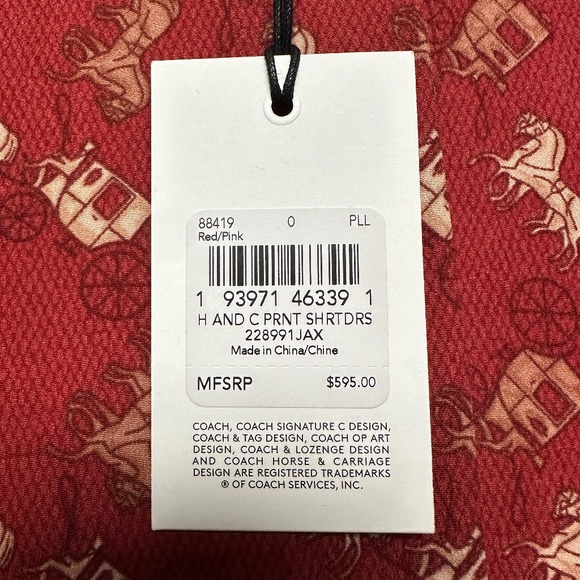 88419 0 PLL
Red/Pink
1 93971 46339 1
H AND C PRNT SHRTDRS
228991JAX
Made in China/Chine
MFSRP $595.00
COACH, COACH SIGNATURE C DESIGN,
COACH & TAG DESIGN, COACH OP ART
DESIGN, COACH & LOZENGE DESIGN
AND COACH HORSE & CARRIAGE
DESIGN ARE REGISTERED TRADEMARKS
® OF COACH SERVICES, INC.